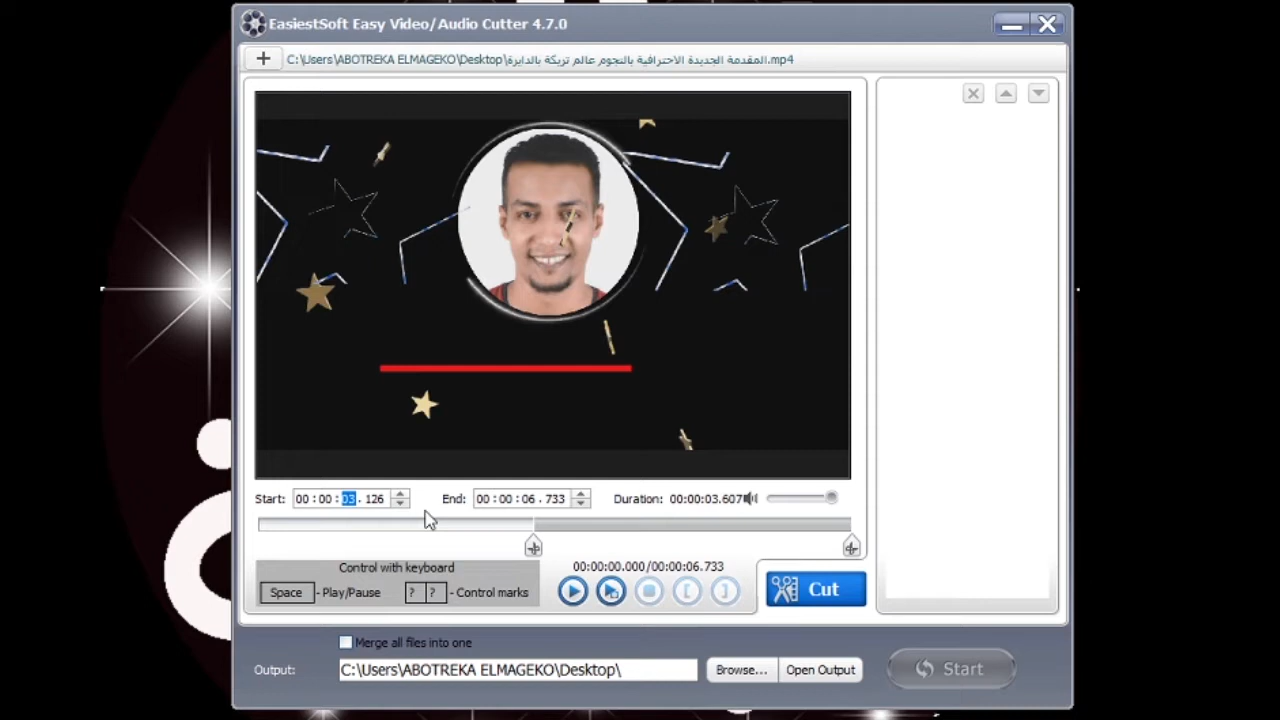 EasiestSoft Easy Video/Audio Cutter 4.7.0
+ C:\Users\ABOTREKA ELMAGEKO\Desktop\المقدمة الجديدة الاحترافية بالنجوم عالم تريكة بالدايرة.mp4
Start: 00 : 00 : 03 . 126 End: 00 : 00 : 06 . 733 Duration: 00:00:03.607
Control with keyboard
00:00:00.000/00:00:06.733
Space - Play/Pause ? ? - Control marks
[ ] Cut
Merge all files into one
Output: C:\Users\ABOTREKA ELMAGEKO\Desktop\ Browse... Open Output Start